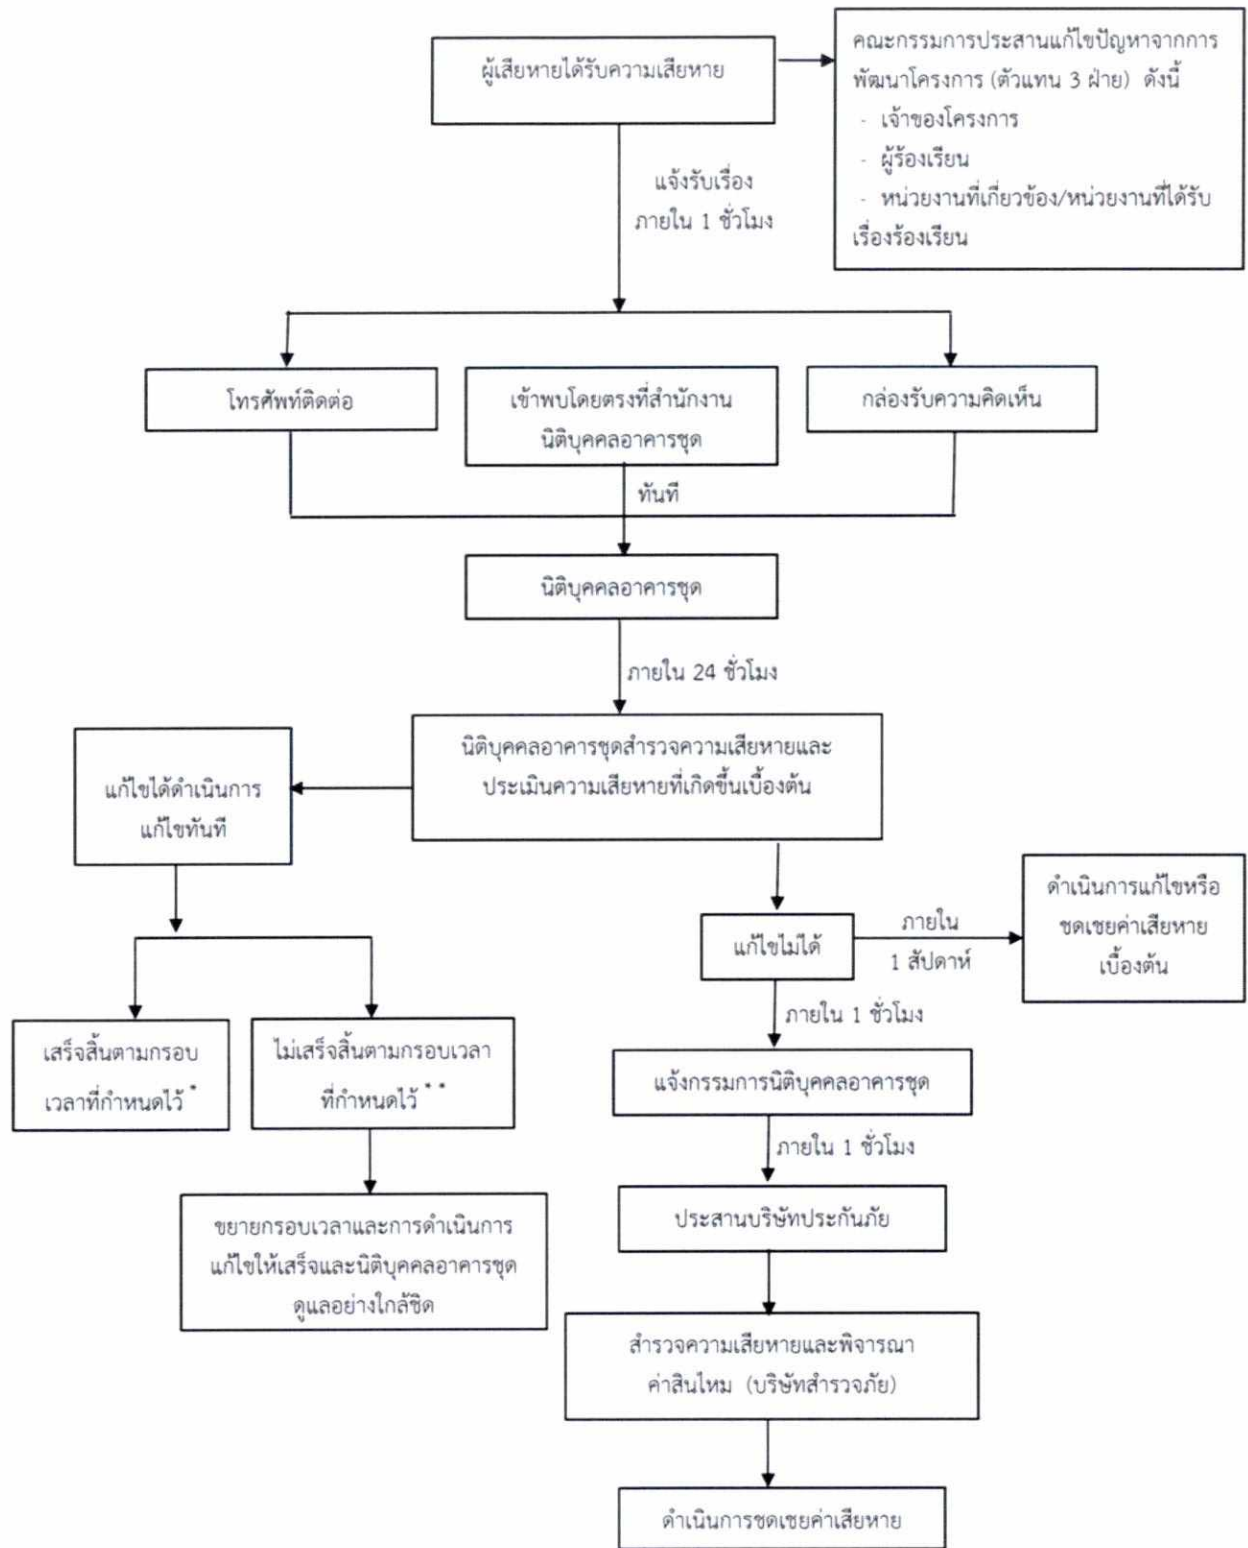 ผู้เสียหายได้รับความเสียหาย
คณะกรรมการประสานแก้ไขปัญหาจากการ
พัฒนาโครงการ (ตัวแทน 3 ฝ่าย) ดังนี้
- เจ้าของโครงการ
- ผู้ร้องเรียน
- หน่วยงานที่เกี่ยวข้อง/หน่วยงานที่ได้รับ
เรื่องร้องเรียน
แจ้งรับเรื่อง
ภายใน 1 ชั่วโมง
โทรศัพท์ติดต่อ
เข้าพบโดยตรงที่สำนักงาน
นิติบุคคลอาคารชุด
กล่องรับความคิดเห็น
ทันที
นิติบุคคลอาคารชุด
ภายใน 24 ชั่วโมง
นิติบุคคลอาคารชุดสำรวจความเสียหายและ
ประเมินความเสียหายที่เกิดขึ้นเบื้องต้น
แก้ไขได้ดำเนินการ
แก้ไขทันที
แก้ไขไม่ได้
ภายใน
1 สัปดาห์
ดำเนินการแก้ไขหรือ
ชดเชยค่าเสียหาย
เบื้องต้น
เสร็จสิ้นตามกรอบ
เวลาที่กำหนดไว้*
ไม่เสร็จสิ้นตามกรอบเวลา
ที่กำหนดไว้**
ภายใน 1 ชั่วโมง
แจ้งกรรมการนิติบุคคลอาคารชุด
ภายใน 1 ชั่วโมง
ขยายกรอบเวลาและการดำเนินการ
แก้ไขให้เสร็จและนิติบุคคลอาคารชุด
ดูแลอย่างใกล้ชิด
ประสานบริษัทประกันภัย
สำรวจความเสียหายและพิจารณา
ค่าสินไหม (บริษัทสำรวจภัย)
ดำเนินการชดเชยค่าเสียหาย